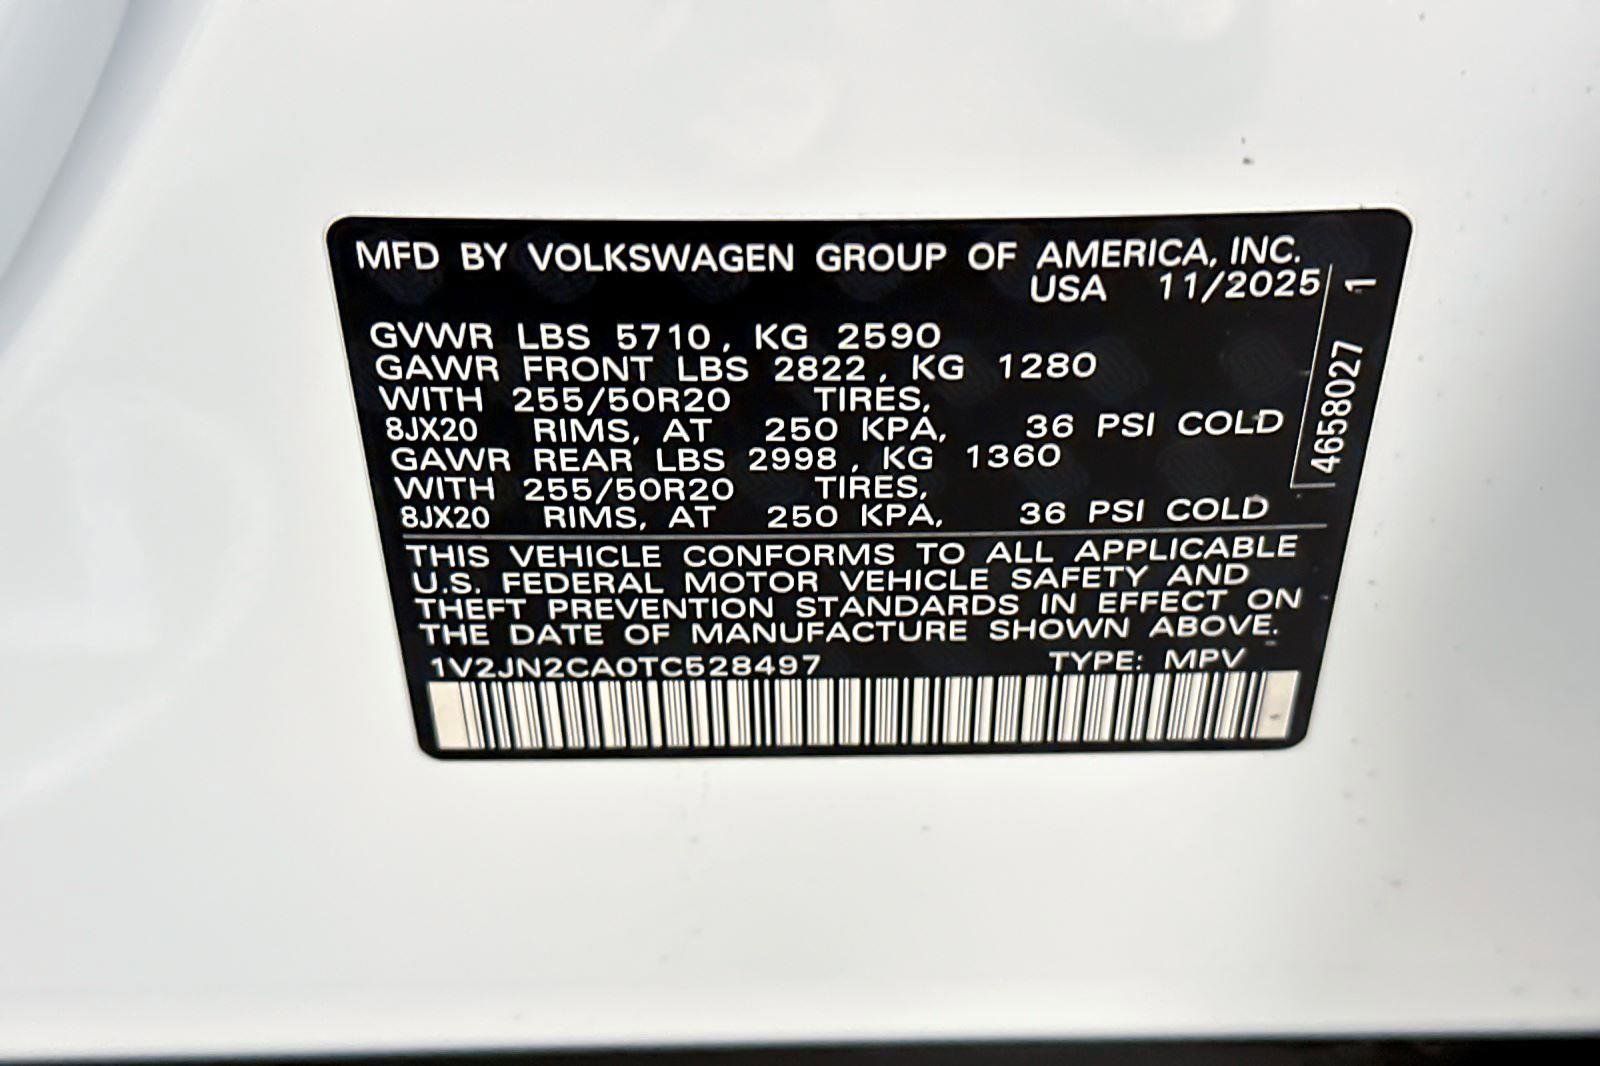 MFD BY VOLKSWAGEN GROUP OF AMERICA, INC.
USA 11/2025
GVWR LBS 5710, KG 2590
GAWR FRONT LBS 2822, KG 1280
WITH 255/50R20 TIRES,
8JX20 RIMS, AT 250 KPA, 36 PSI COLD
GAWR REAR LBS 2998, KG 1360
WITH 255/50R20 TIRES,
8JX20 RIMS, AT 250 KPA, 36 PSI COLD
THIS VEHICLE CONFORMS TO ALL APPLICABLE
U.S. FEDERAL MOTOR VEHICLE SAFETY AND
THEFT PREVENTION STANDARDS IN EFFECT ON
THE DATE OF MANUFACTURE SHOWN ABOVE.
1V2JN2CA0TC528497 TYPE: MPV
4658027 1